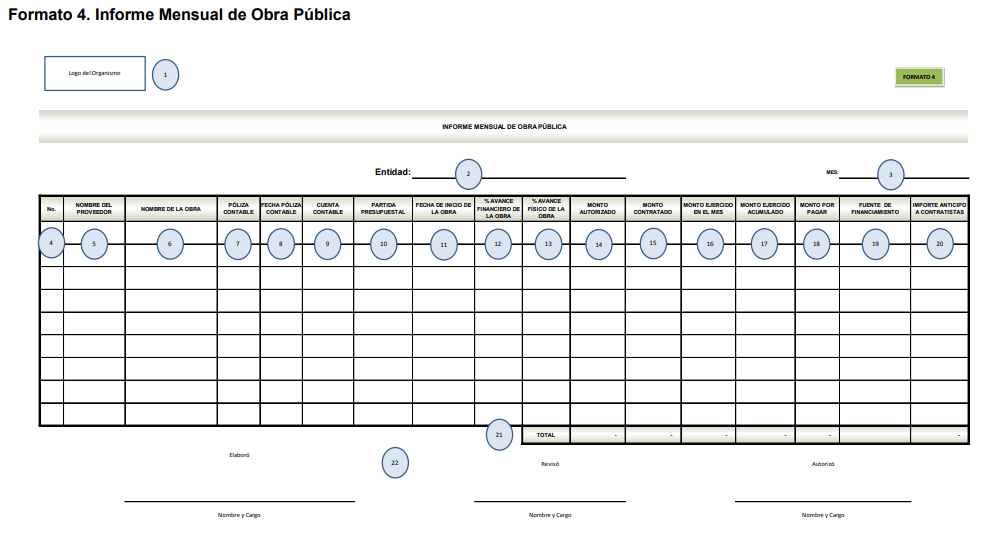 Formato 4. Informe Mensual de Obra Pública
Logo del Organismo
1
FORMATO 4
INFORME MENSUAL DE OBRA PÚBLICA
Entidad:
2
MES:
3
No.
NOMBRE DEL
PROVEEDOR
NOMBRE DE LA OBRA
PÓLIZA
CONTABLE
FECHA PÓLIZA
CONTABLE
CUENTA
CONTABLE
PARTIDA
PRESUPUESTAL
FECHA DE INICIO DE
LA OBRA
% AVANCE
FINANCIERO DE
LA OBRA
% AVANCE
FÍSICO DE LA
OBRA
MONTO
AUTORIZADO
MONTO
CONTRATADO
MONTO EJERCIDO
EN EL MES
MONTO EJERCIDO
ACUMULADO
MONTO POR
PAGAR
FUENTE DE
FINANCIAMIENTO
IMPORTE ANTICIPO
A CONTRATISTAS
4 5 6 7 8 9 10 11 12 13 14 15 16 17 18 19 20
21
TOTAL - - - - - -
Elaboró
22
Revisó
Autorizó
Nombre y Cargo
Nombre y Cargo
Nombre y Cargo